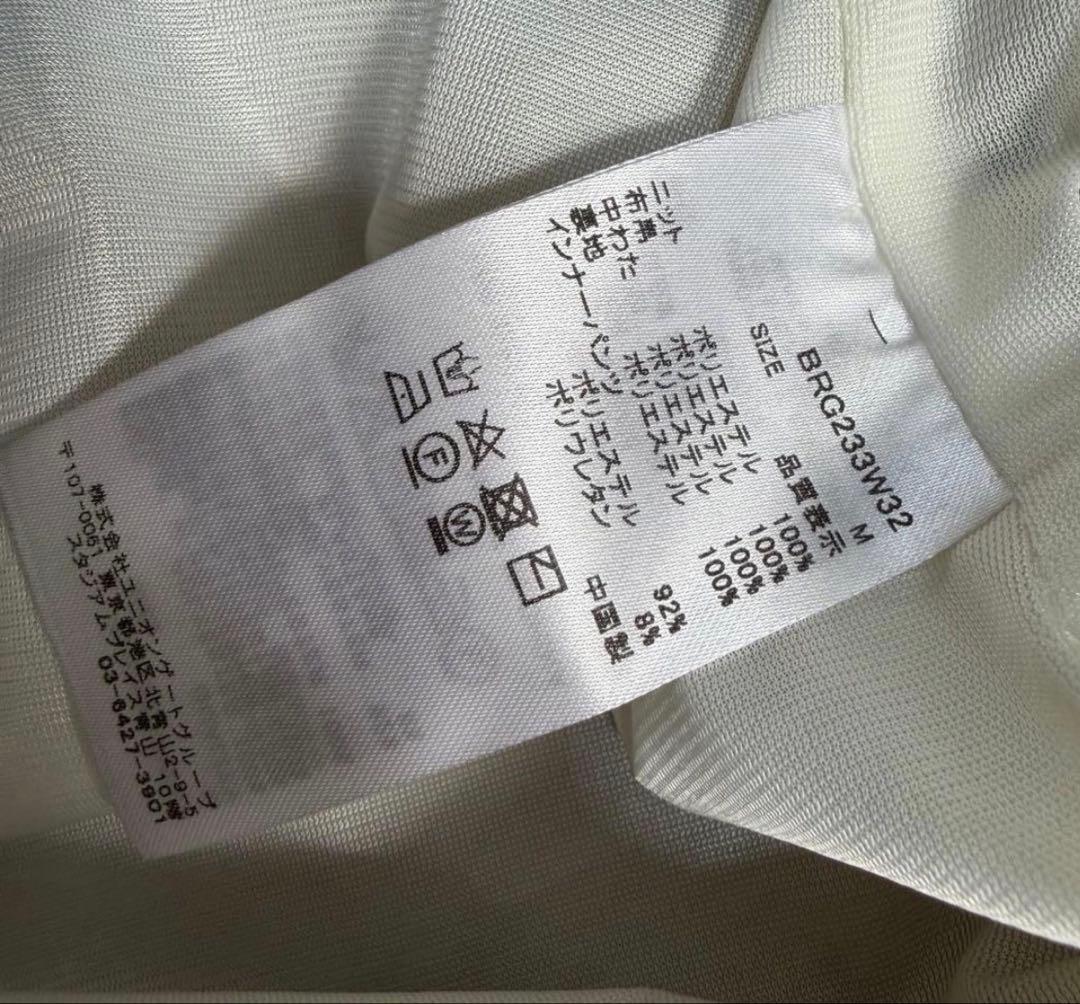 BRG233W32
SIZE M
品質表示
ニット ポリエステル 100%
布帛 ポリエステル 100%
中わた ポリエステル 100%
裏地 100%
インナーパンツ
ポリエステル 92%
ポリウレタン 8%
中国製
F
W
株式会社ユニオンゲートグループ
〒107-0061 東京都港区北青山2-9-5
スタジアムプレイス青山 10階
03-6427-3901